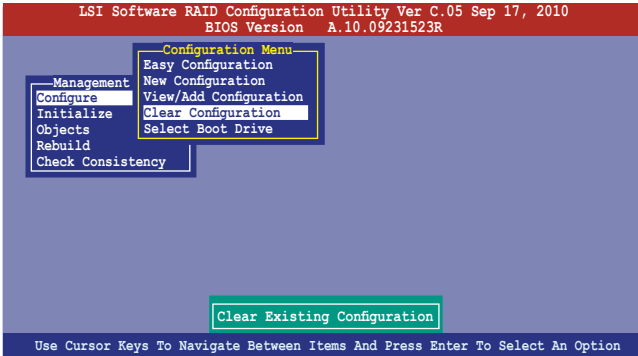 LSI Software RAID Configuration Utility Ver C.05 Sep 17, 2010
BIOS Version A.10.09231523R
Configuration Menu
Easy Configuration
New Configuration
View/Add Configuration
Clear Configuration
Select Boot Drive
Management
Configure
Initialize
Objects
Rebuild
Check Consistency
Clear Existing Configuration
Use Cursor Keys To Navigate Between Items And Press Enter To Select An Option